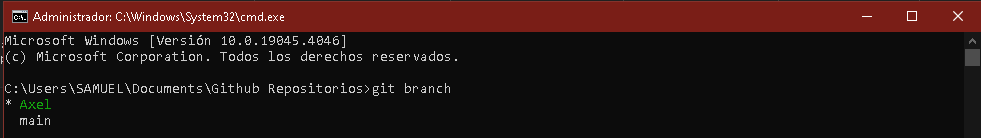 Administrador: C:\Windows\System32\cmd.exe
Microsoft Windows [Versión 10.0.19045.4046]
(c) Microsoft Corporation. Todos los derechos reservados.
C:\Users\SAMUEL\Documents\Github Repositorios>git branch
* Axel
main